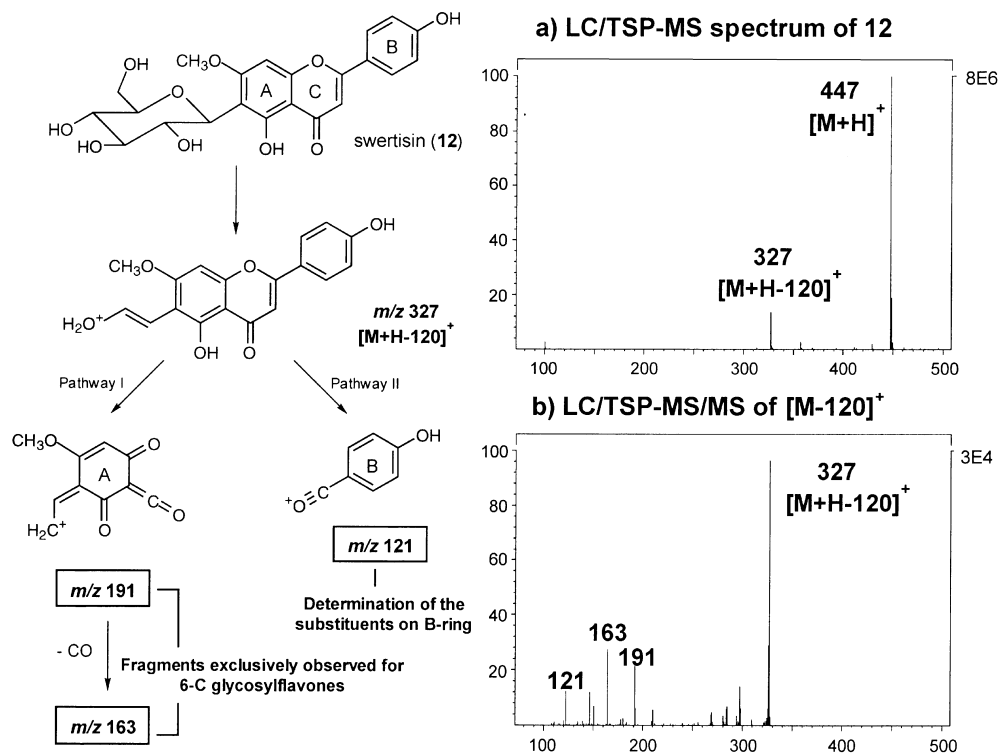 OH
B
OH
CH₃O
O
O
A
C
HO
HO
OH
OH
O
swertisin (12)
OH
CH₃O
O
H₂O⁺
OH
O
m/z 327
[M+H-120]⁺
Pathway I
Pathway II
CH₃O
O
A
C
O
O
H₂C⁺
OH
B
⁺O
m/z 121
Determination of the
substituents on B-ring
m/z 191
- CO
Fragments exclusively observed for
6-C glycosylflavones
m/z 163
a) LC/TSP-MS spectrum of 12
100
80
60
40
20
8E6
447
[M+H]⁺
327
[M+H-120]⁺
100 200 300 400 500
b) LC/TSP-MS/MS of [M-120]⁺
100
80
60
40
20
3E4
327
[M+H-120]⁺
163
191
121
100 200 300 400 500